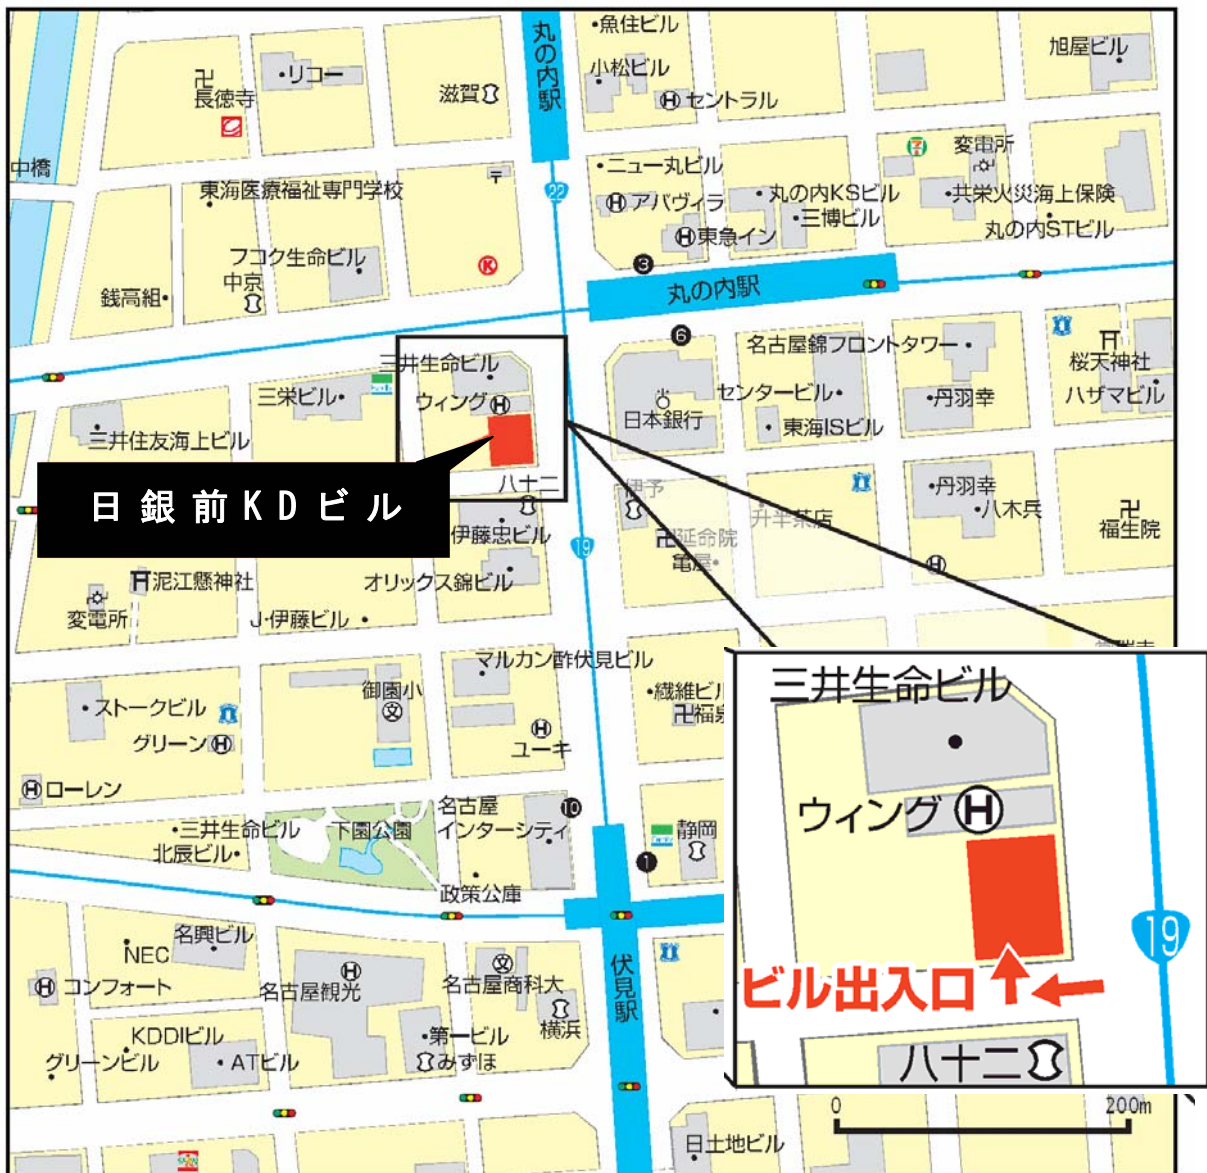 魚住ビル
旭屋ビル
丸の内駅
リコー
小松ビル
長徳寺
滋賀
セントラル
中橋
ニュー丸ビル
変電所
東海医療福祉専門学校
22
アパヴィラ
丸の内KSビル
共栄火災海上保険
三博ビル
丸の内STビル
東急イン
フコク生命ビル
中京
K
3
銭高組
丸の内駅
6
三井生命ビル
名古屋錦フロントタワー
桜天神社
三栄ビル
ウィング
日本銀行
センタービル
丹羽幸
ハザマビル
三井住友海上ビル
東海ISビル
日銀前KDビル
八十二
伊予
丹羽幸
升半茶店
八木兵
福生院
伊藤忠ビル
19
延命院
亀屋
泥江縣神社
オリックス錦ビル
変電所
J・伊藤ビル
マルカン酢伏見ビル
御園小
ストークビル
繊維ビル
グリーン
ユーキ
ローレン
三井生命ビル
下園公園
名古屋
インターシティ
10
静岡
北辰ビル
1
政策公庫
名興ビル
NEC
伏見駅
コンフォート
名古屋観光
名古屋商科大
横浜
KDDIビル
第一ビル
グリーンビル
ATビル
みずほ
日土地ビル
三井生命ビル
ウィング
H
19
ビル出入口
八十二
0
200m